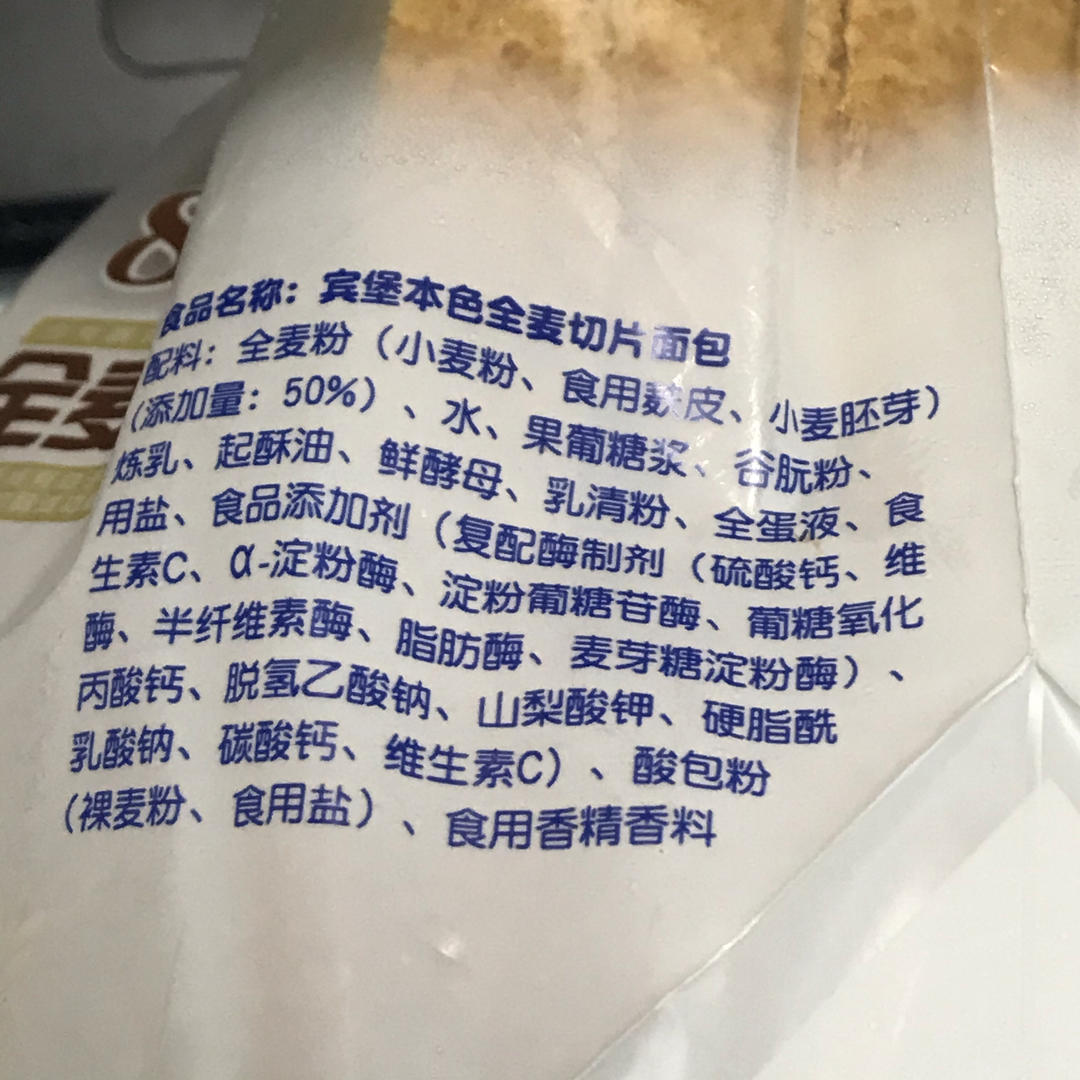 8
全麦
食品名称：宾堡本色全麦切片面包
配料：全麦粉（小麦粉、食用麸皮、小麦胚芽）
（添加量：50%）、水、果葡糖浆、谷朊粉、
炼乳、起酥油、鲜酵母、乳清粉、全蛋液、食
用盐、食品添加剂（复配酶制剂（硫酸钙、维
生素C、α-淀粉酶、淀粉葡糖苷酶、葡糖氧化
酶、半纤维素酶、脂肪酶、麦芽糖淀粉酶）、
丙酸钙、脱氢乙酸钠、山梨酸钾、硬脂酰
乳酸钠、碳酸钙、维生素C）、酸包粉
（裸麦粉、食用盐）、食用香精香料